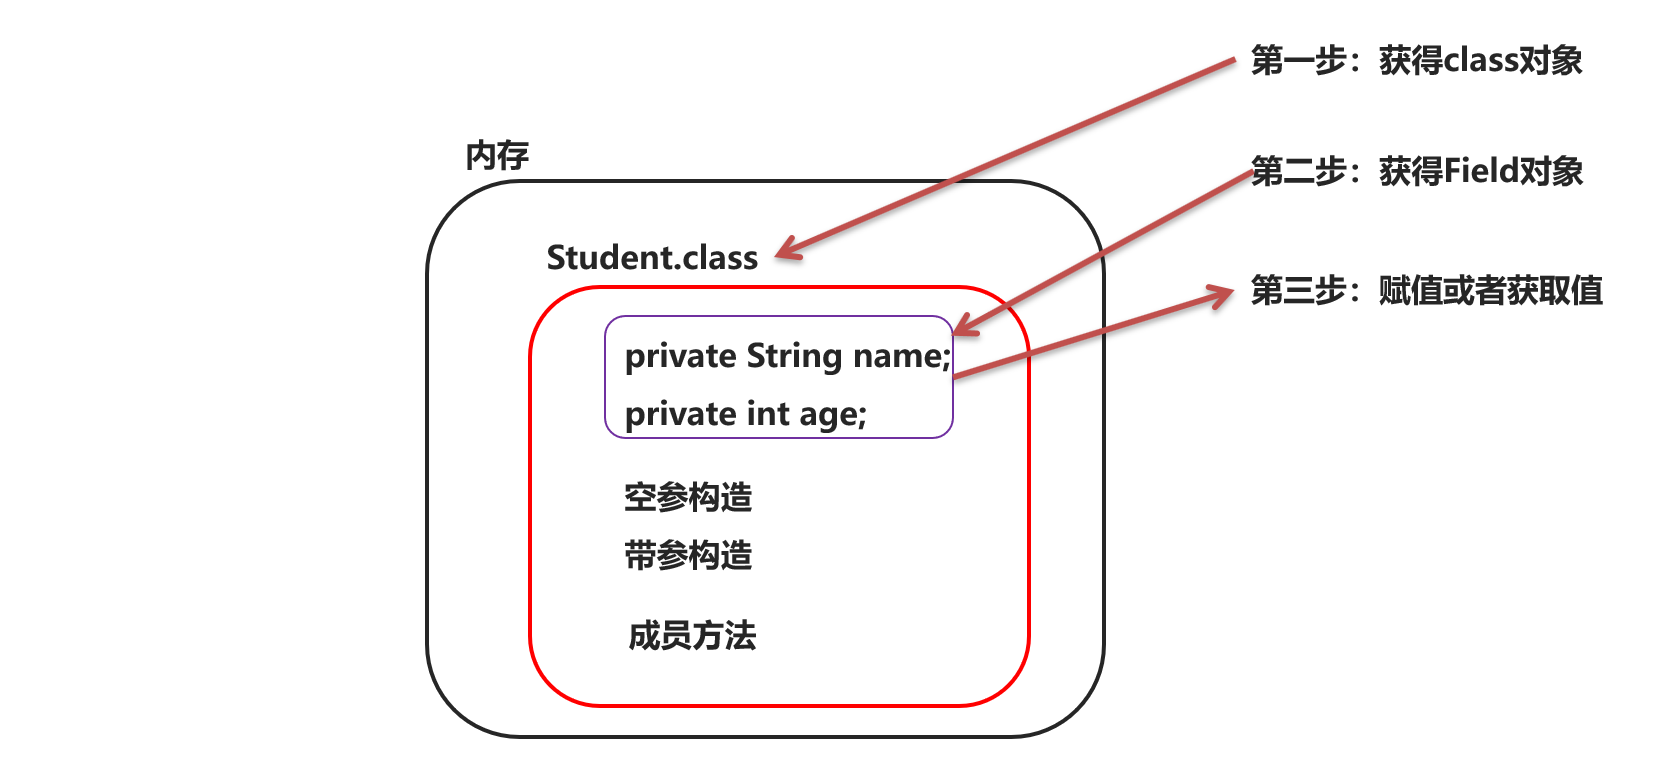 第一步：获得class对象
内存
第二步：获得Field对象
Student.class
第三步：赋值或者获取值
private String name;
private int age;
空参构造
带参构造
成员方法